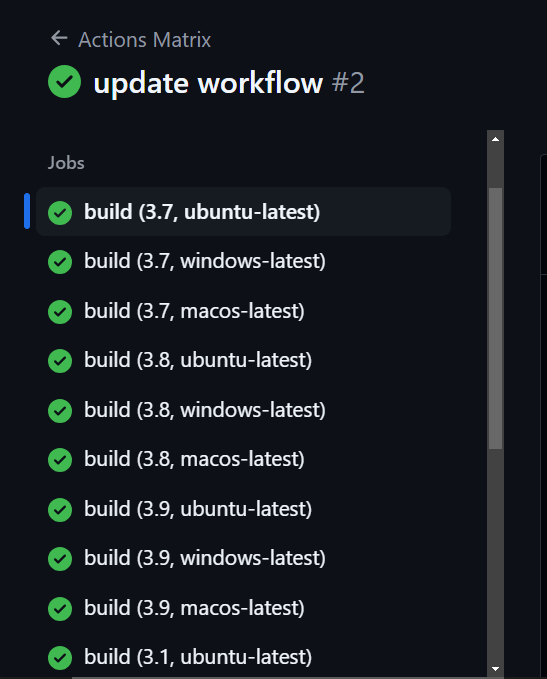 Actions Matrix
update workflow #2
Jobs
build (3.7, ubuntu-latest)
build (3.7, windows-latest)
build (3.7, macos-latest)
build (3.8, ubuntu-latest)
build (3.8, windows-latest)
build (3.8, macos-latest)
build (3.9, ubuntu-latest)
build (3.9, windows-latest)
build (3.9, macos-latest)
build (3.1, ubuntu-latest)